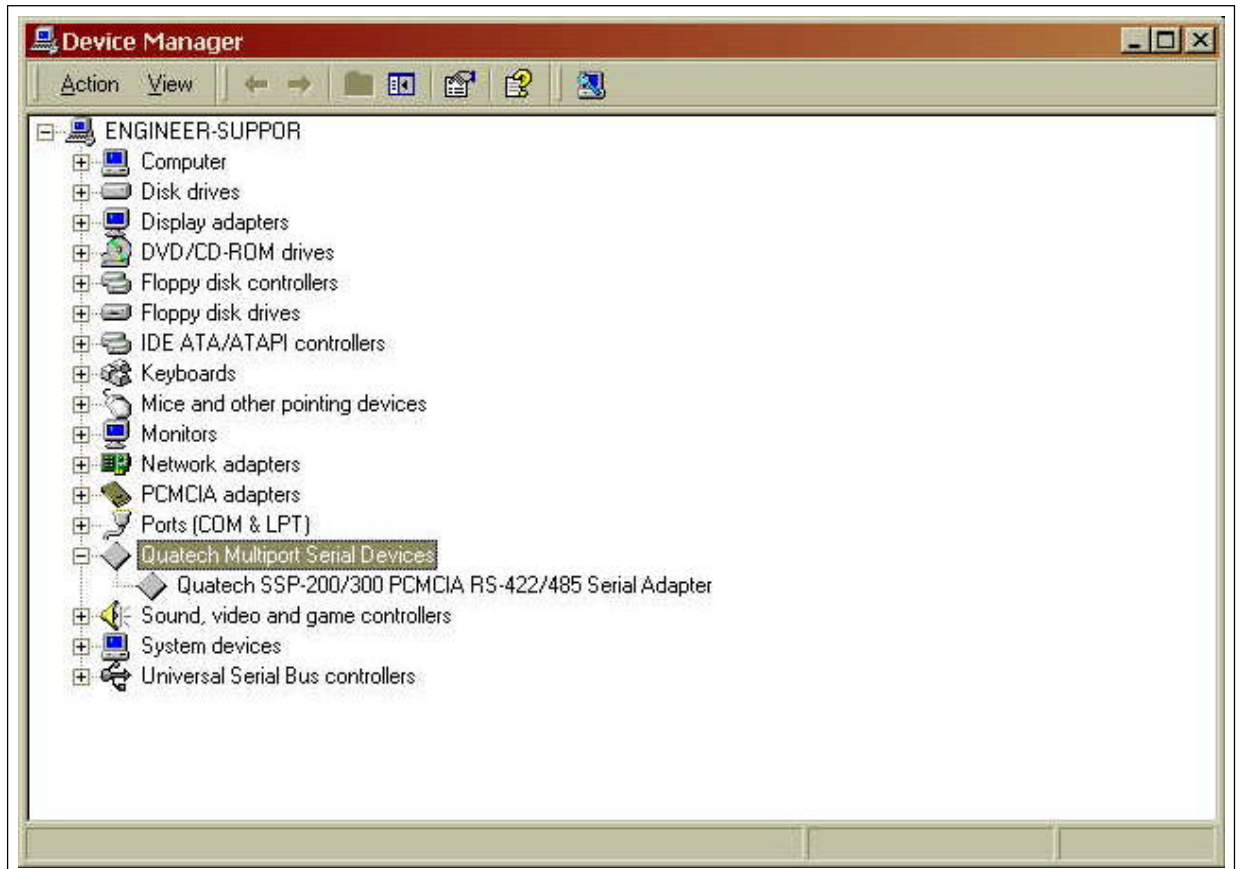 Device Manager
Action View
ENGINEER-SUPPOR
Computer
Disk drives
Display adapters
DVD/CD-ROM drives
Floppy disk controllers
Floppy disk drives
IDE ATA/ATAPI controllers
Keyboards
Mice and other pointing devices
Monitors
Network adapters
PCMCIA adapters
Ports (COM & LPT)
Quatech Multiport Serial Devices
Quatech SSP-200/300 PCMCIA RS-422/485 Serial Adapter
Sound, video and game controllers
System devices
Universal Serial Bus controllers